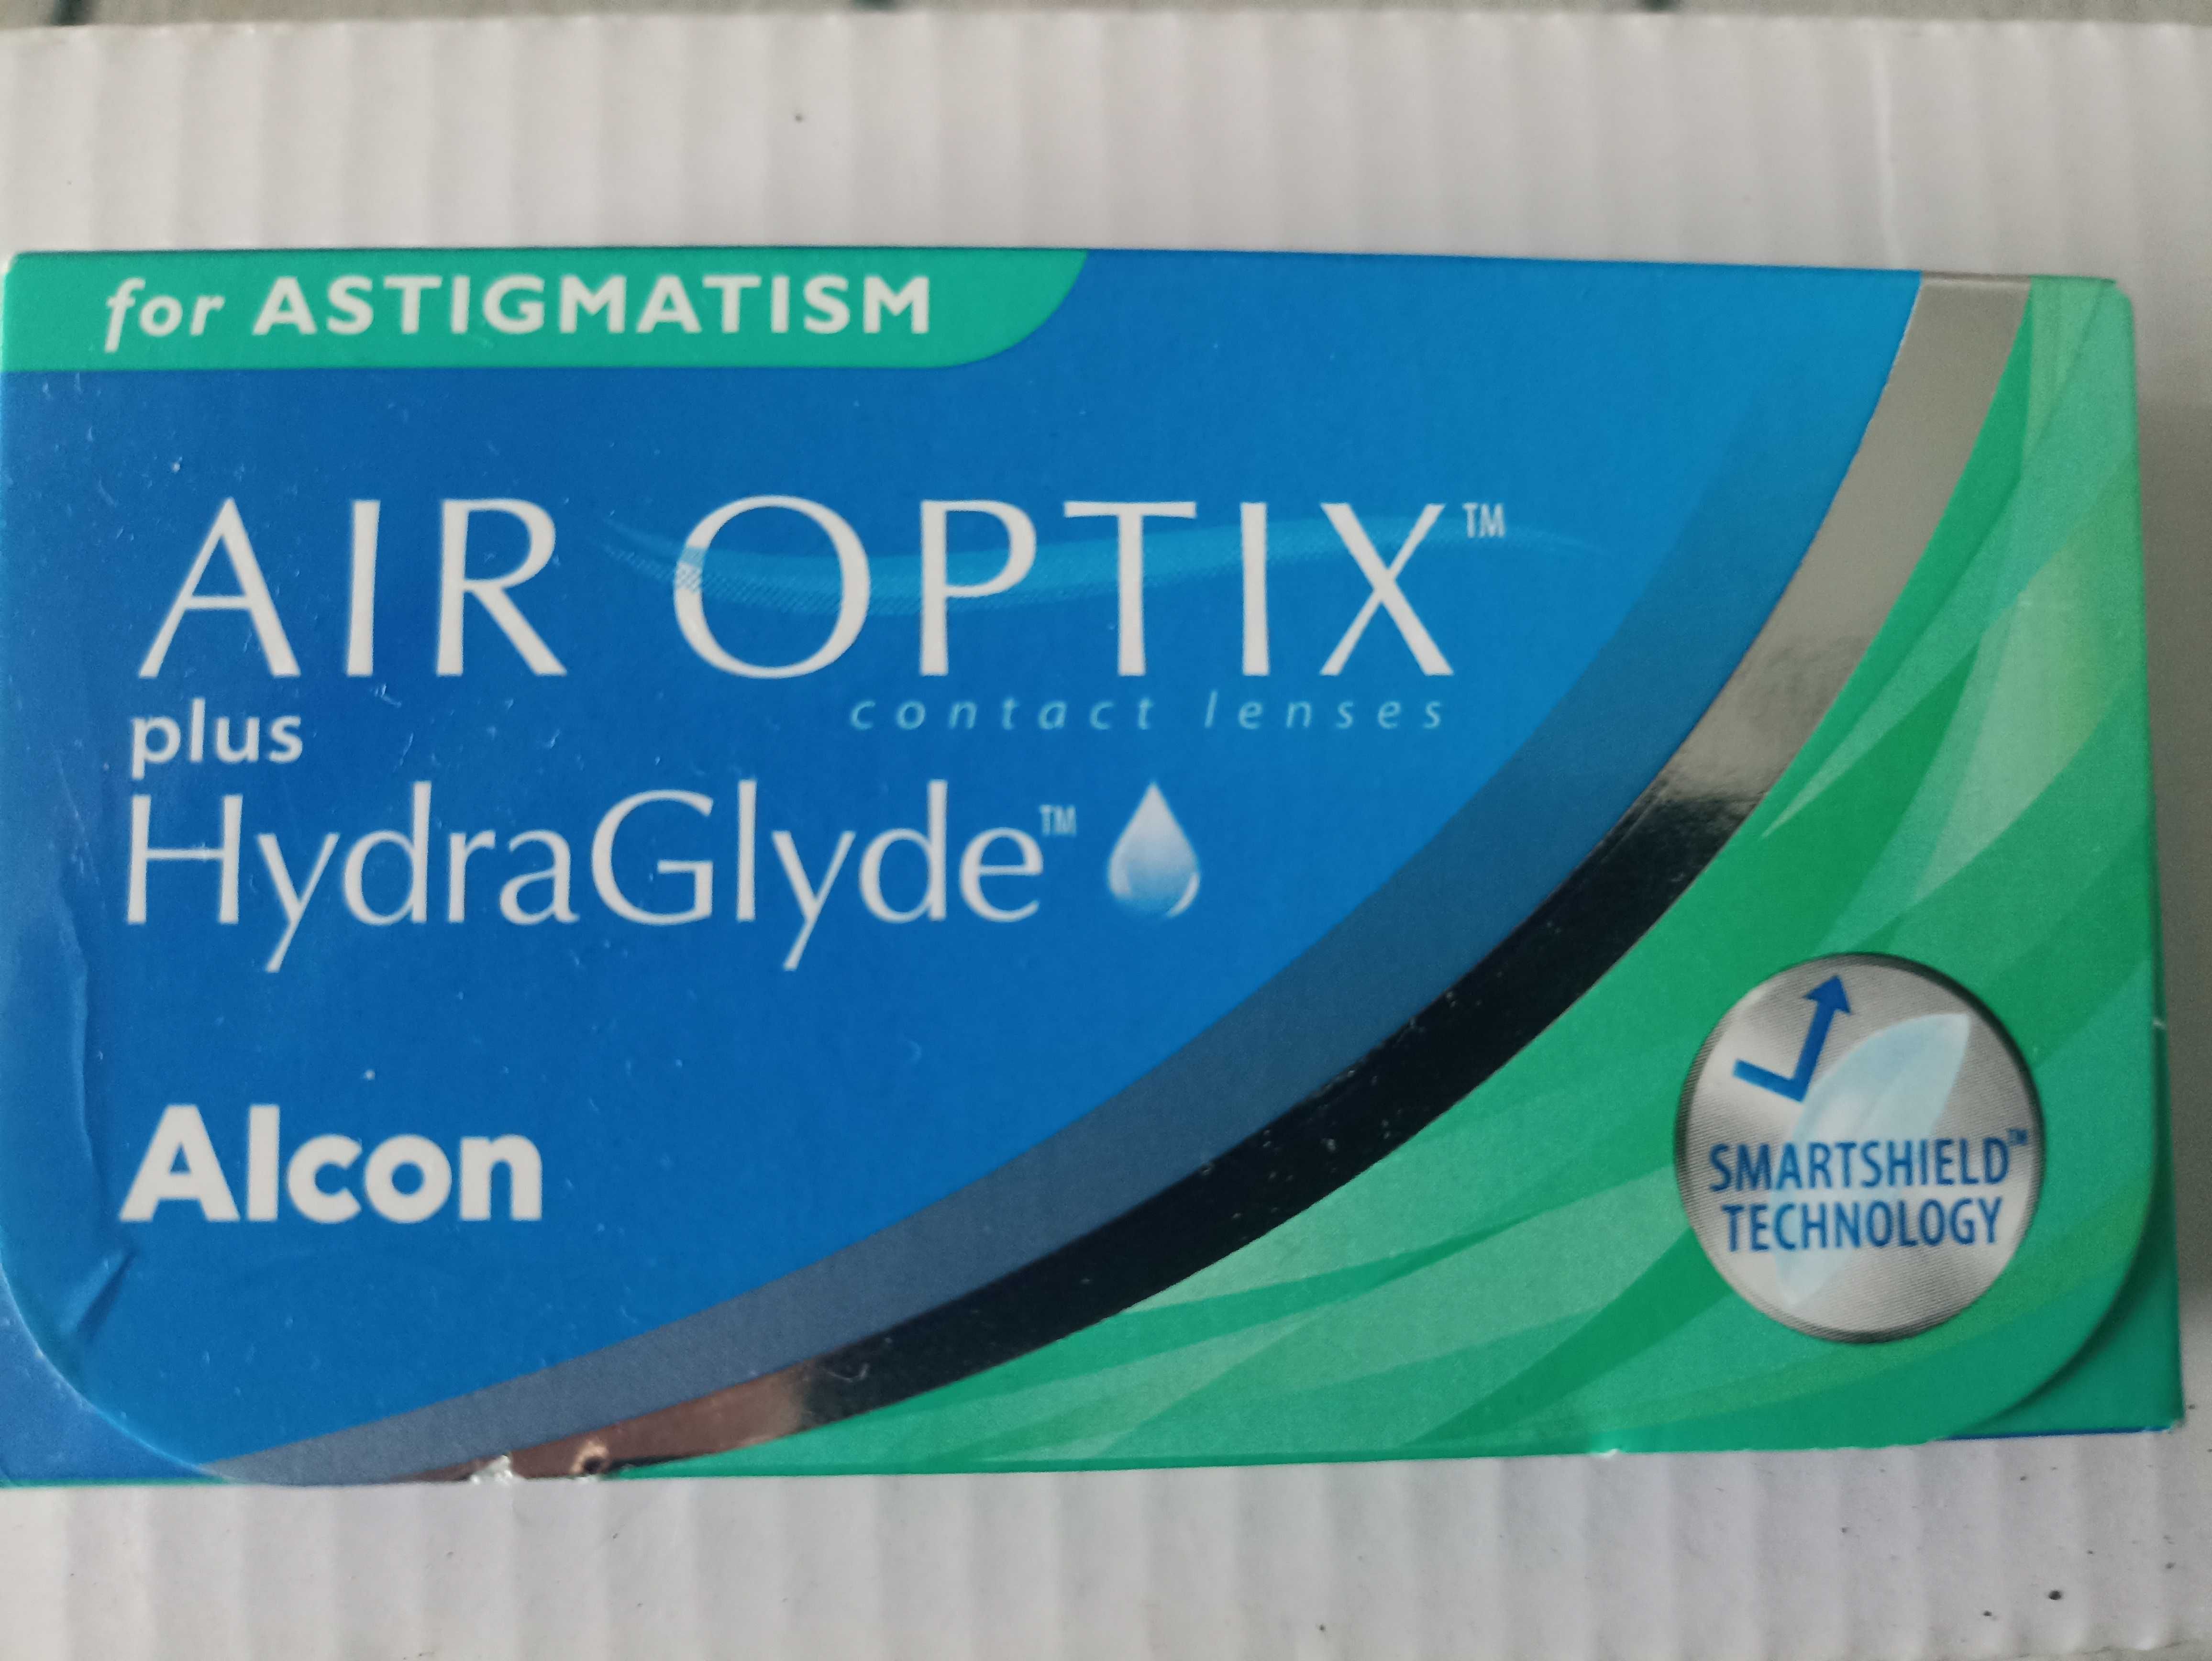 for ASTIGMATISM
AIR OPTIX™
contact lenses
plus
HydraGlyde™
Alcon
SMARTSHIELD™
TECHNOLOGY